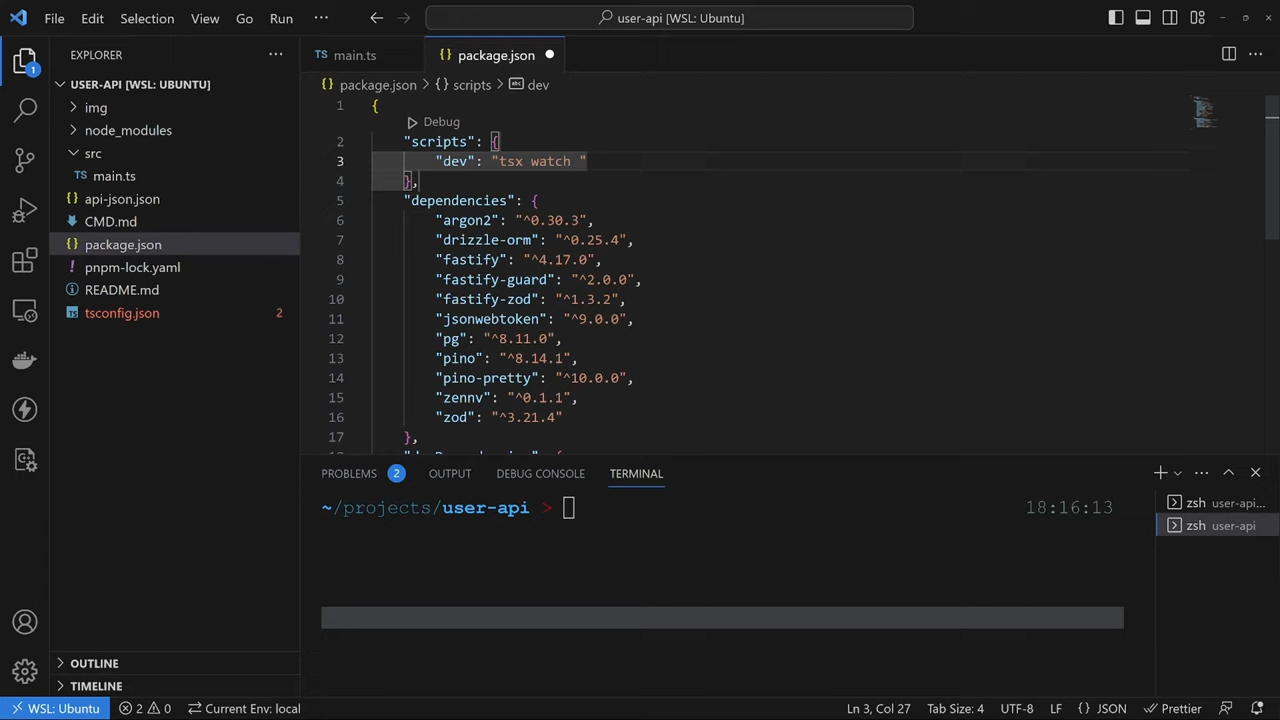 File Edit Selection View Go Run ··· user-api [WSL: Ubuntu]
EXPLORER ···
USER-API [WSL: UBUNTU]
img
node_modules
src
TS main.ts
{} api-json.json
CMD.md
{} package.json
! pnpm-lock.yaml
README.md
TS tsconfig.json 2
OUTLINE
TIMELINE
1
TS main.ts {} package.json
{} package.json > {} scripts > abc dev
1 {
Debug
2 "scripts": {
3 "dev": "tsx watch "
4 },
5 "dependencies": {
6 "argon2": "^0.30.3",
7 "drizzle-orm": "^0.25.4",
8 "fastify": "^4.17.0",
9 "fastify-guard": "^2.0.0",
10 "fastify-zod": "^1.3.2",
11 "jsonwebtoken": "^9.0.0",
12 "pg": "^8.11.0",
13 "pino": "^8.14.1",
14 "pino-pretty": "^10.0.0",
15 "zennv": "^0.1.1",
16 "zod": "^3.21.4"
17 },
PROBLEMS 2 OUTPUT DEBUG CONSOLE TERMINAL
~/projects/user-api > 18:16:13
zsh user-api...
zsh user-api
WSL: Ubuntu 2 0 Current Env: local Ln 3, Col 27 Tab Size: 4 UTF-8 LF {} JSON Prettier